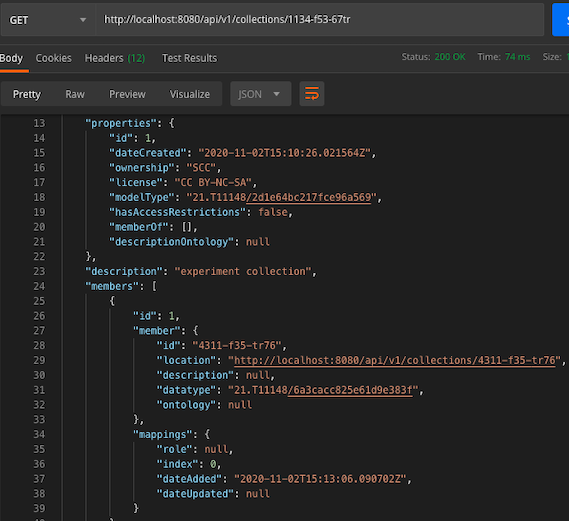 GET http://localhost:8080/api/v1/collections/1134-f53-67tr
Body Cookies Headers (12) Test Results Status: 200 OK Time: 74 ms Size:
Pretty Raw Preview Visualize JSON
13 "properties": {
14 "id": 1,
15 "dateCreated": "2020-11-02T15:10:26.021564Z",
16 "ownership": "SCC",
17 "license": "CC BY-NC-SA",
18 "modelType": "21.T11148/2d1e64bc217fce96a569",
19 "hasAccessRestrictions": false,
20 "memberOf": [],
21 "descriptionOntology": null
22 },
23 "description": "experiment collection",
24 "members": [
25 {
26 "id": 1,
27 "member": {
28 "id": "4311-f35-tr76",
29 "location": "http://localhost:8080/api/v1/collections/4311-f35-tr76",
30 "description": null,
31 "datatype": "21.T11148/6a3cacc825e61d9e383f",
32 "ontology": null
33 },
34 "mappings": {
35 "role": null,
36 "index": 0,
37 "dateAdded": "2020-11-02T15:13:06.090702Z",
38 "dateUpdated": null
39 }